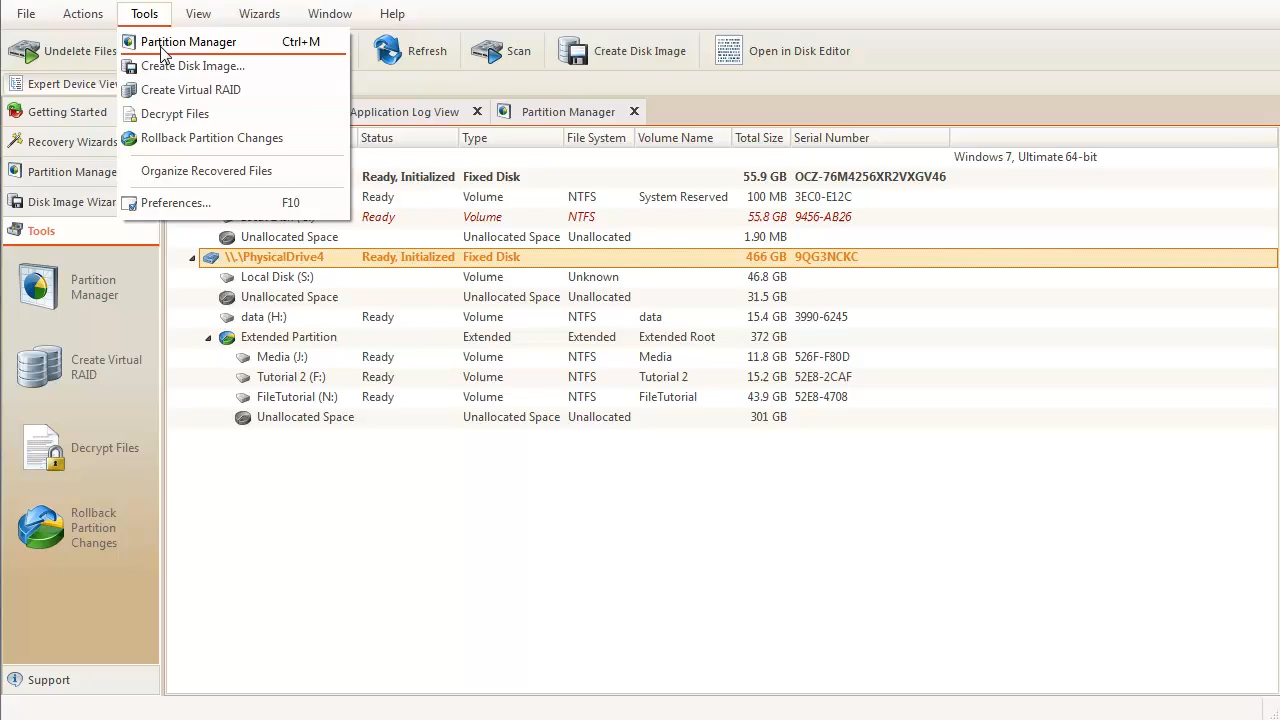 File Actions Tools View Wizards Window Help
Undelete Files Refresh Scan Create Disk Image Open in Disk Editor
Partition Manager Ctrl+M
Create Disk Image...
Create Virtual RAID
Decrypt Files
Rollback Partition Changes
Organize Recovered Files
Preferences... F10
Expert Device Vie
Getting Started
Recovery Wizards
Partition Manage
Disk Image Wizar
Tools
Partition
Manager
Create Virtual
RAID
Decrypt Files
Rollback
Partition
Changes
Support
Application Log View Partition Manager
Status Type File System Volume Name Total Size Serial Number
Windows 7, Ultimate 64-bit
Ready, Initialized Fixed Disk 55.9 GB OCZ-76M4256XR2VXGV46
Ready Volume NTFS System Reserved 100 MB 3EC0-E12C
Ready Volume NTFS 55.8 GB 9456-AB26
Unallocated Space Unallocated Space Unallocated 1.90 MB
\\.\PhysicalDrive4 Ready, Initialized Fixed Disk 466 GB 9QG3NCKC
Local Disk (S:) Volume Unknown 46.8 GB
Unallocated Space Unallocated Space Unallocated 31.5 GB
data (H:) Ready Volume NTFS data 15.4 GB 3990-6245
Extended Partition Extended Extended Extended Root 372 GB
Media (J:) Ready Volume NTFS Media 11.8 GB 526F-F80D
Tutorial 2 (F:) Ready Volume NTFS Tutorial 2 15.2 GB 52E8-2CAF
FileTutorial (N:) Ready Volume NTFS FileTutorial 43.9 GB 52E8-4708
Unallocated Space Unallocated Space Unallocated 301 GB